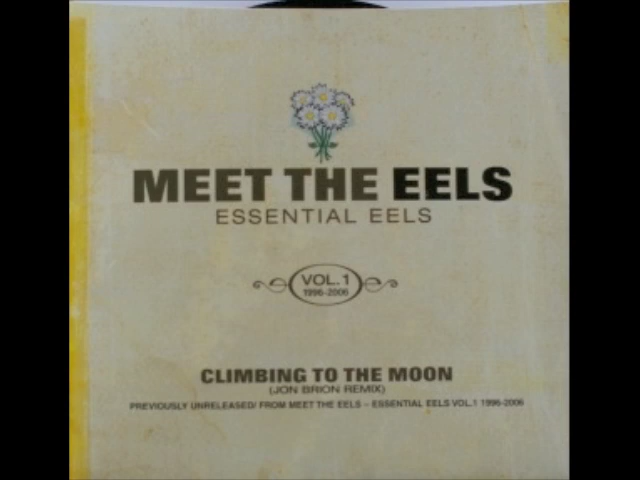 MEET THE EELS
ESSENTIAL EELS
VOL.1
1996-2006
CLIMBING TO THE MOON
(JON BRION REMIX)
PREVIOUSLY UNRELEASED/ FROM MEET THE EELS – ESSENTIAL EELS VOL.1 1996-2006